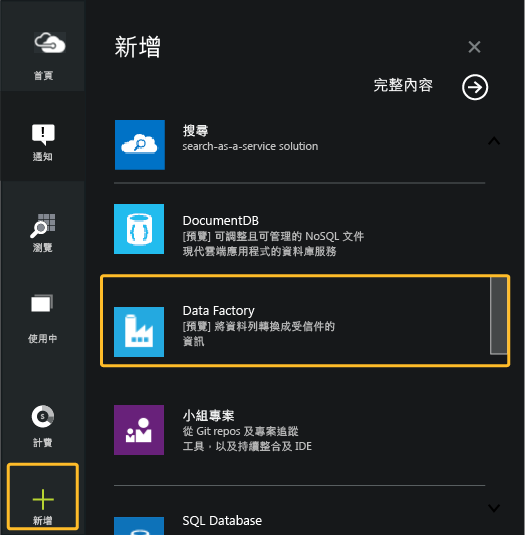 首頁
通知
瀏覽
使用中
計費
新增
新增
完整內容
搜尋
search-as-a-service solution
DocumentDB
[預覽] 可調整且可管理的 NoSQL 文件
現代雲端應用程式的資料庫服務
Data Factory
[預覽] 將資料列轉換成受信件的
資訊
小組專案
從 Git repos 及專案追蹤
工具，以及持續整合及 IDE
SQL Database